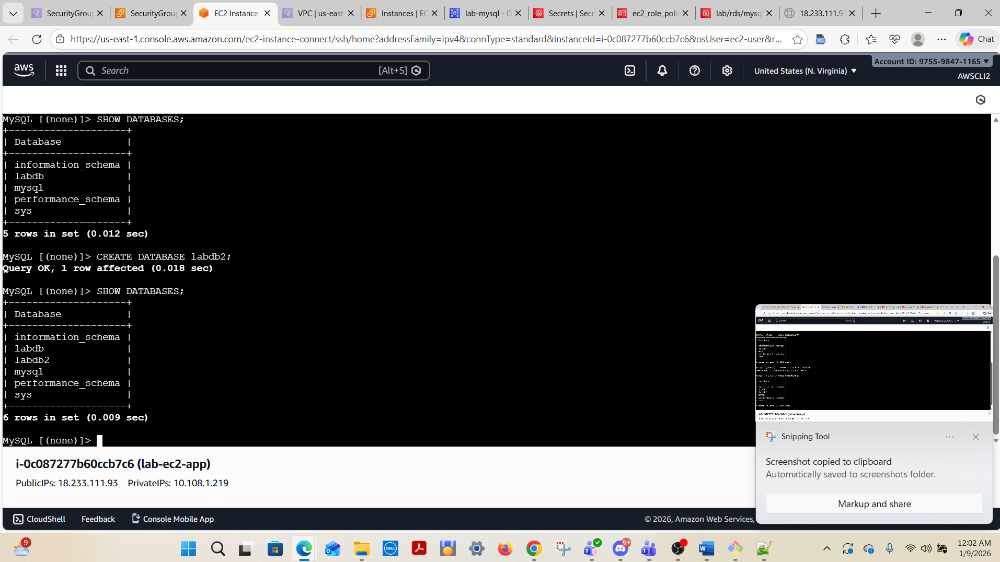 SecurityGroup
SecurityGroup
EC2 Instance
VPC | us-east-
Instances | EC
lab-mysql - D
Secrets | Secr
ec2_role_poli
lab/rds/mysql
18.233.111.93
https://us-east-1.console.aws.amazon.com/ec2-instance-connect/ssh/home?addressFamily=ipv4&connType=standard&instanceId=i-0c087277b60ccb7c6&osUser=ec2-user&r...
Chat
aws
Search
[Alt+S]
United States (N. Virginia)
Account ID: 9755-9847-1165
AWSCLI2
MySQL [(none)]> SHOW DATABASES;
+--------------------+
| Database           |
+--------------------+
| information_schema |
| labdb              |
| mysql              |
| performance_schema |
| sys                |
+--------------------+
5 rows in set (0.012 sec)
MySQL [(none)]> CREATE DATABASE labdb2;
Query OK, 1 row affected (0.018 sec)
MySQL [(none)]> SHOW DATABASES;
+--------------------+
| Database           |
+--------------------+
| information_schema |
| labdb              |
| labdb2             |
| mysql              |
| performance_schema |
| sys                |
+--------------------+
6 rows in set (0.009 sec)
MySQL [(none)]>
i-0c087277b60ccb7c6 (lab-ec2-app)
PublicIPs: 18.233.111.93 PrivateIPs: 10.108.1.219
Snipping Tool
Screenshot copied to clipboard
Automatically saved to screenshots folder.
Markup and share
CloudShell
Feedback
Console Mobile App
© 2026, Amazon Web Services,
9
DELL
9+
12:02 AM
1/9/2026